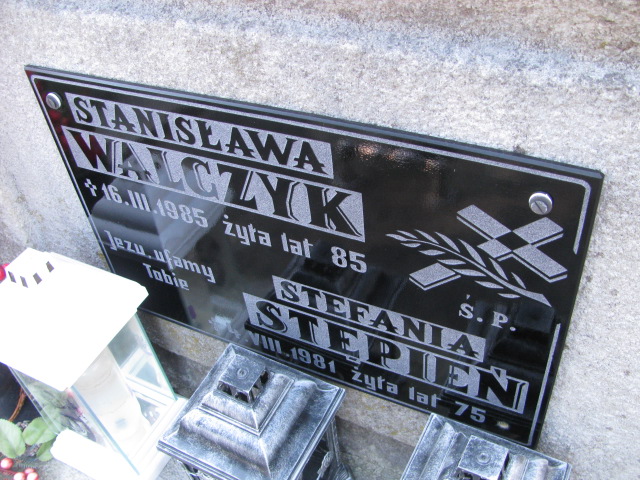 STANISŁAWA
WALCZYK
✝16.III.1985 żyła lat 85
Jezu, ufamy
Tobie
Ś.P.
STEFANIA
STĘPIEŃ
VIII.1981 żyła lat 75